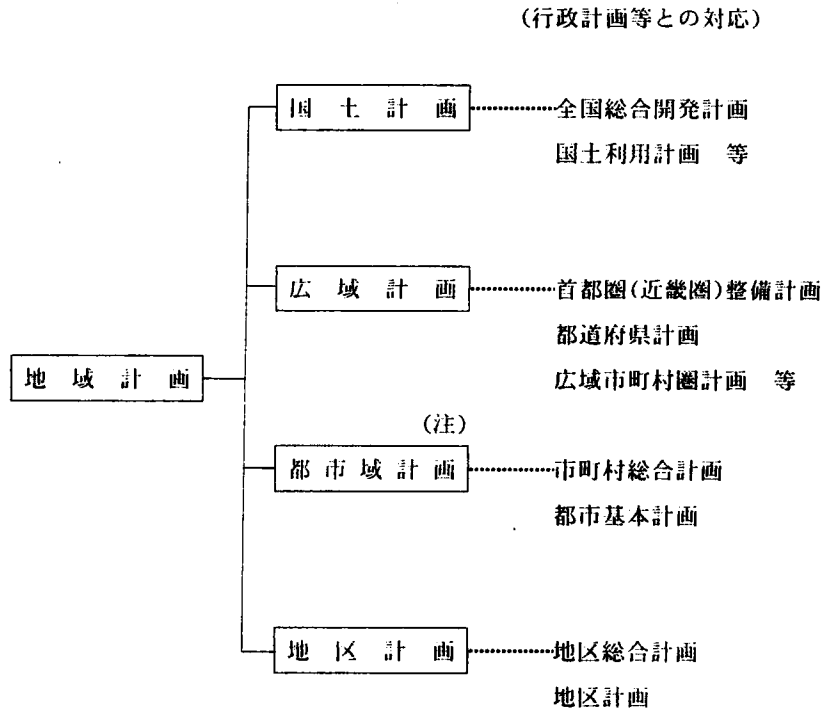 (行政計画等との対応)
国土計画
全国総合開発計画
国土利用計画 等
広域計画
首都圏(近畿圏)整備計画
都道府県計画
広域市町村圏計画 等
地域計画
(注)
都市域計画
市町村総合計画
都市基本計画
地区計画
地区総合計画
地区計画